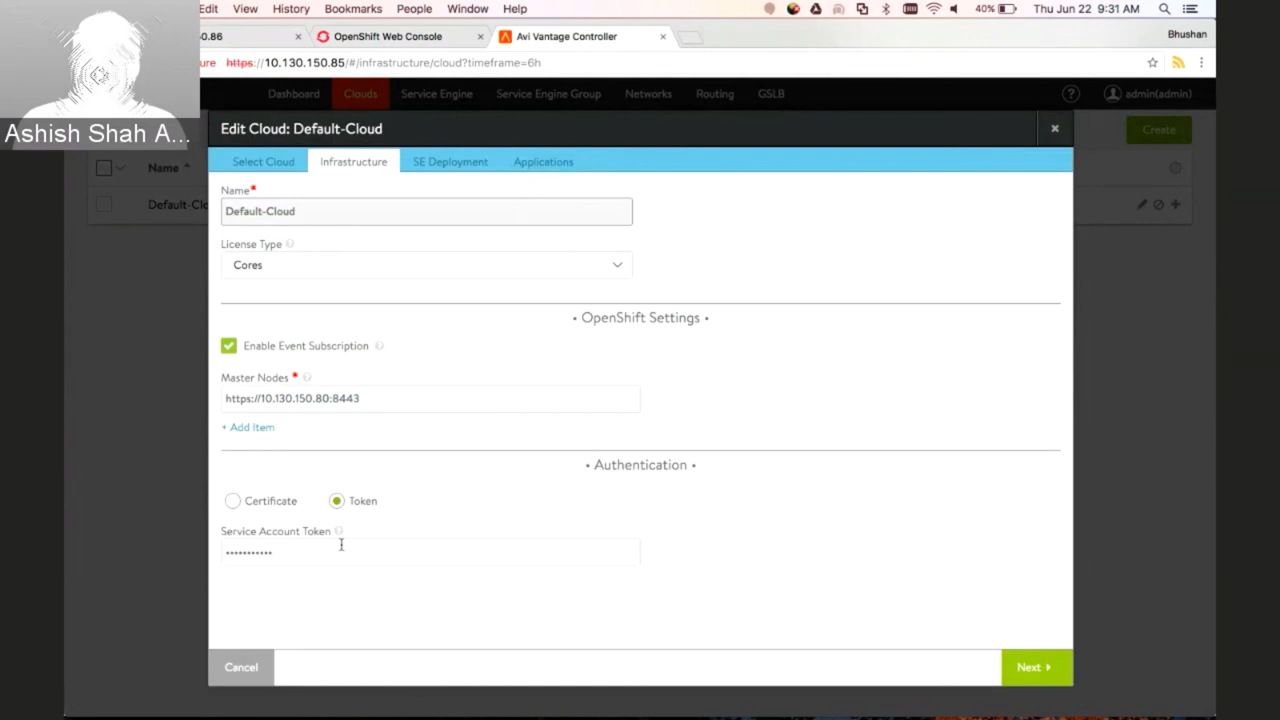 Edit View History Bookmarks People Window Help 40% Thu Jun 22 9:31 AM
0.86 OpenShift Web Console Avi Vantage Controller Bhushan
ure https://10.130.150.85/#/infrastructure/cloud?timeframe=6h
Dashboard Clouds Service Engine Service Engine Group Networks Routing GSLB ? admin(admin)
Ashish Shah A...
Edit Cloud: Default-Cloud
Create
Select Cloud Infrastructure SE Deployment Applications
Name
Name*
Default-Clo
Default-Cloud
License Type
Cores
• OpenShift Settings •
Enable Event Subscription
Master Nodes *
https://10.130.150.80:8443
+ Add Item
• Authentication •
Certificate Token
Service Account Token
•••••••••••
Cancel Next